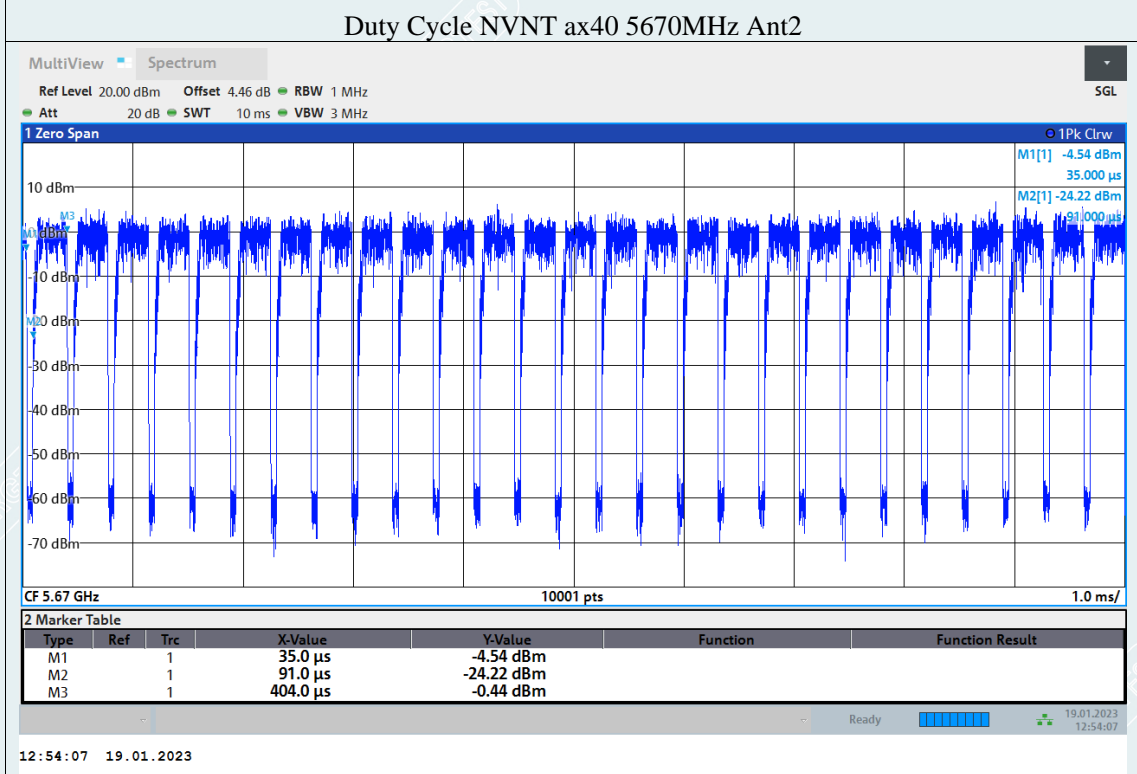 Duty Cycle NVNT ax40 5670MHz Ant2
MultiView Spectrum
Ref Level 20.00 dBm Offset 4.46 dB RBW 1 MHz SGL
Att 20 dB SWT 10 ms VBW 3 MHz
1 Zero Span 1Pk Clrw
M1[1] -4.54 dBm
35.000 µs
10 dBm
M2[1] -24.22 dBm
91.000 µs
M3
M1
0 dBm
-10 dBm
M2
-20 dBm
-30 dBm
-40 dBm
-50 dBm
-60 dBm
-70 dBm
CF 5.67 GHz 10001 pts 1.0 ms/
2 Marker Table
Type Ref Trc X-Value Y-Value Function Function Result
M1 1 35.0 µs -4.54 dBm
M2 1 91.0 µs -24.22 dBm
M3 1 404.0 µs -0.44 dBm
Ready 19.01.2023
12:54:07
12:54:07 19.01.2023